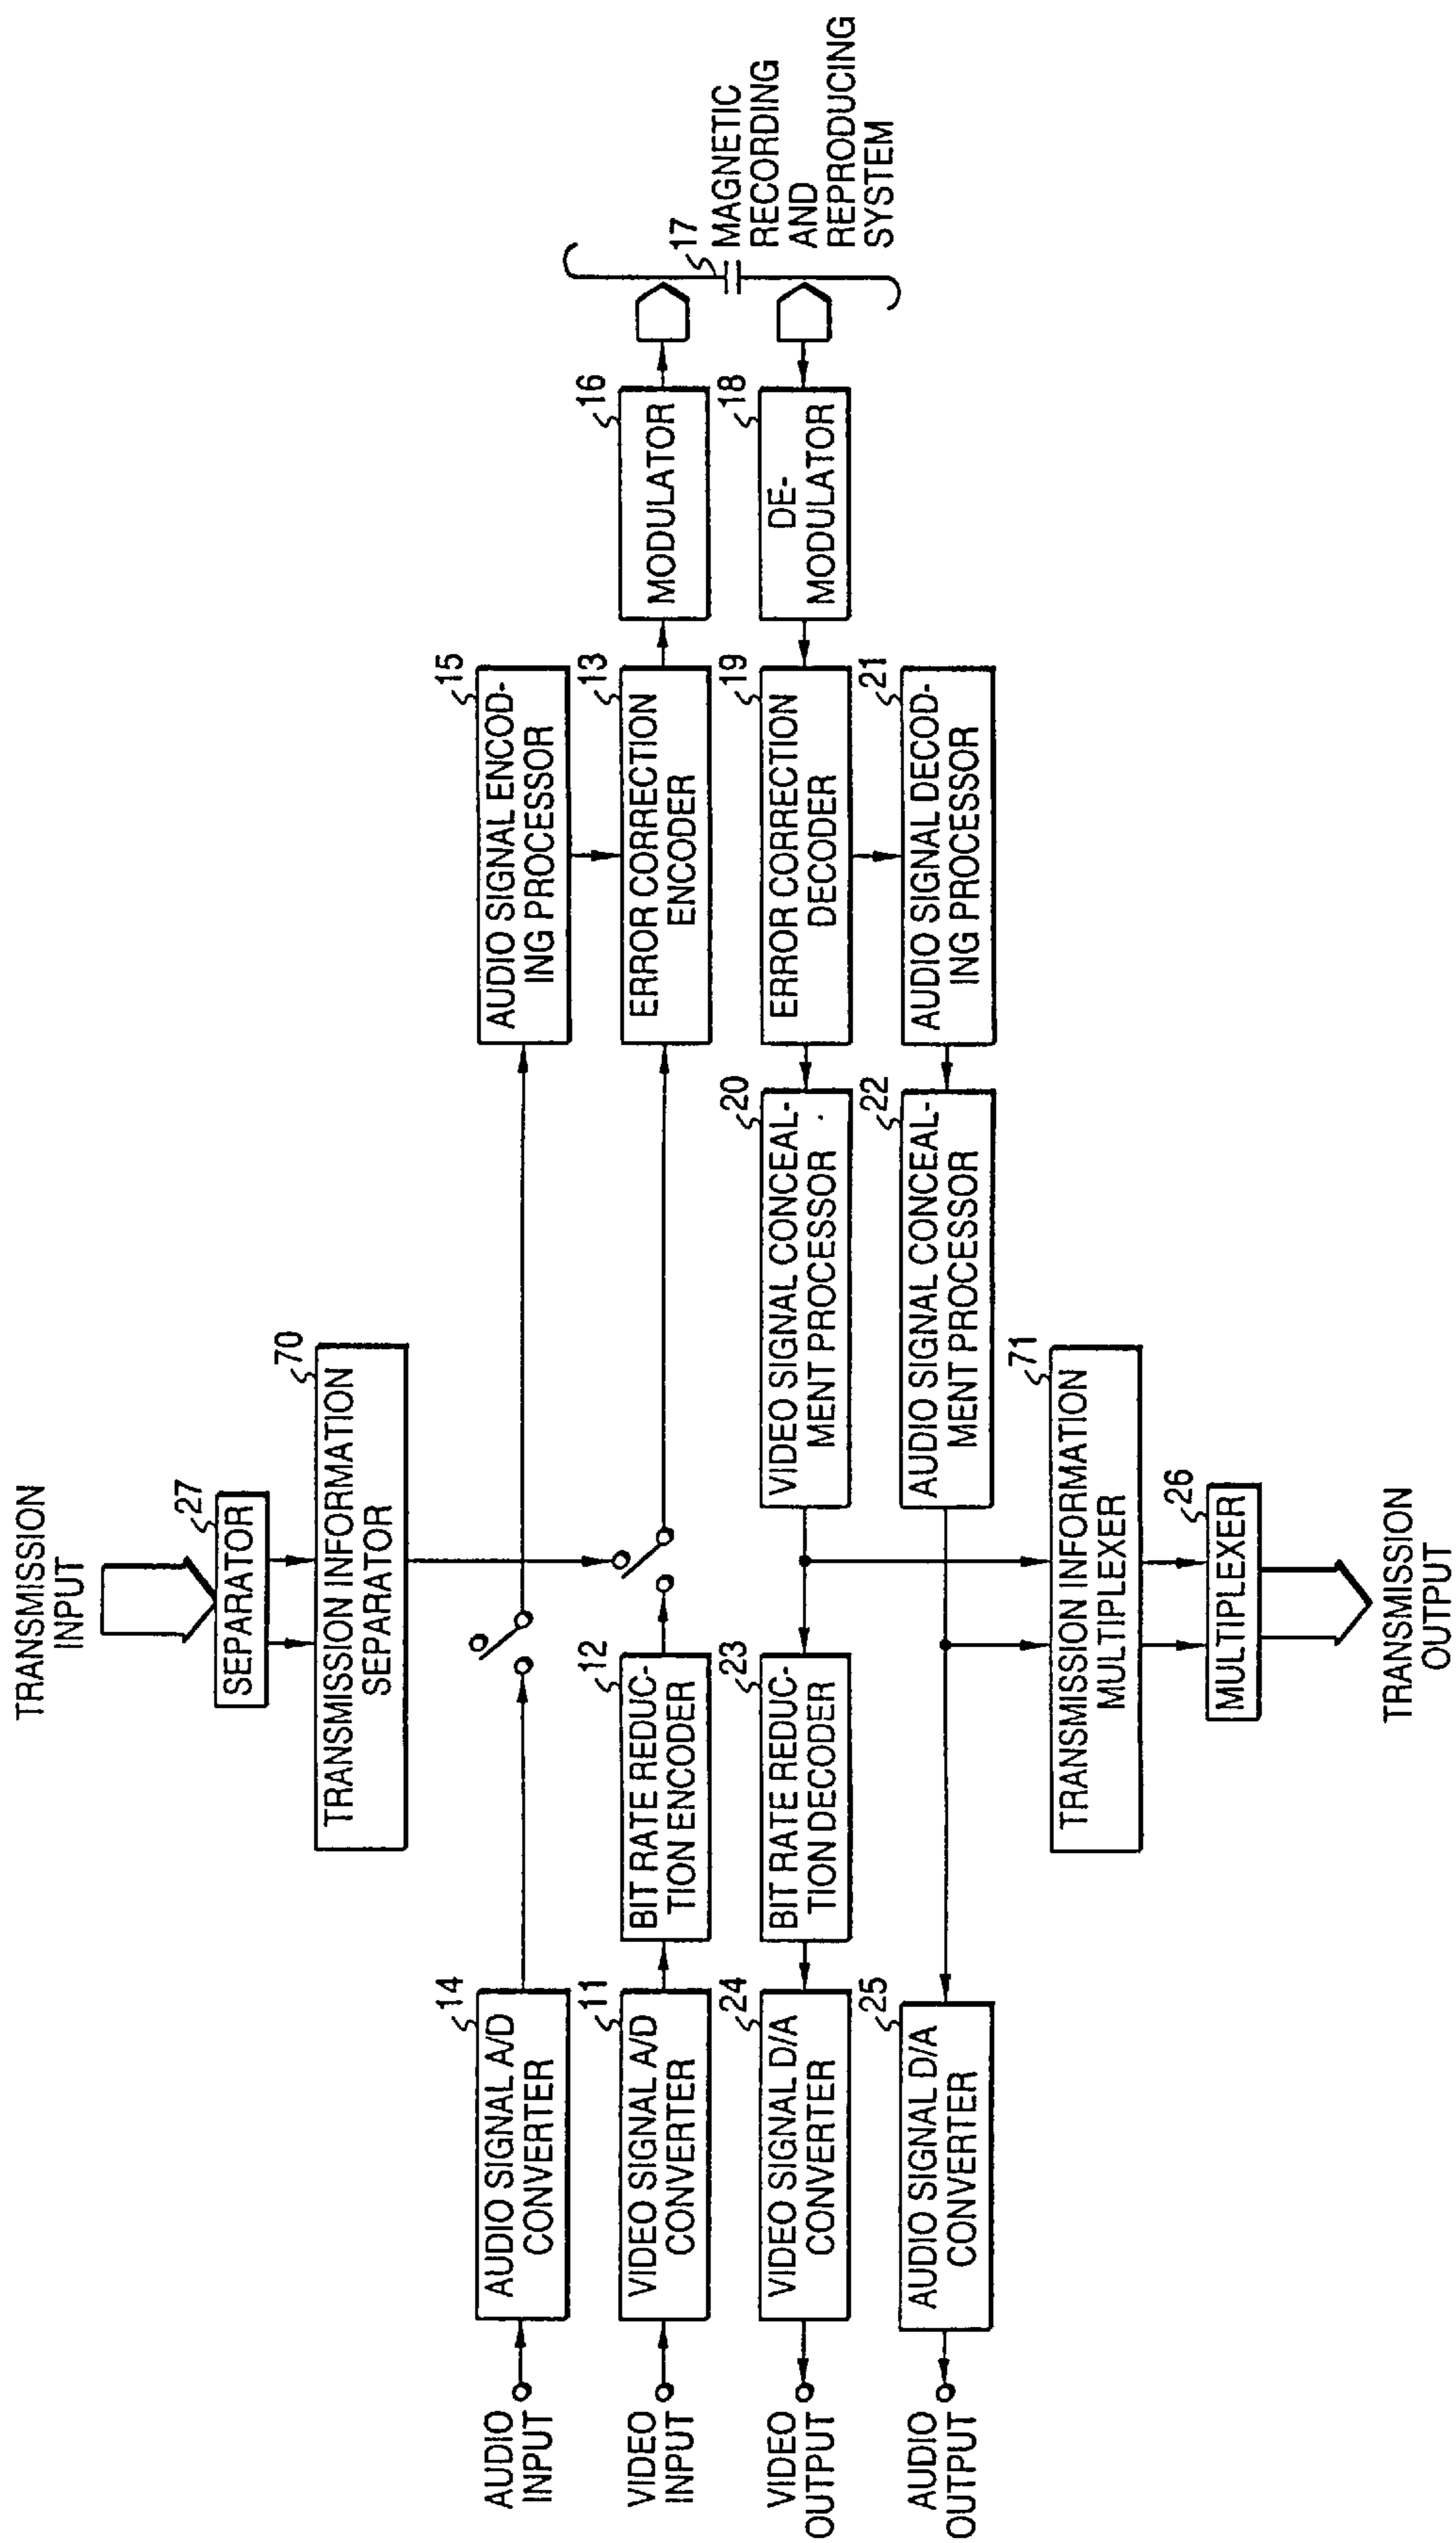 TRANSMISSION
INPUT
27
SEPARATOR
70
TRANSMISSION INFORMATION
SEPARATOR
AUDIO
INPUT
14
AUDIO SIGNAL A/D
CONVERTER
15
AUDIO SIGNAL ENCOD-
ING PROCESSOR
VIDEO
INPUT
11
VIDEO SIGNAL A/D
CONVERTER
12
BIT RATE REDUC-
TION ENCODER
13
ERROR CORRECTION
ENCODER
16
MODULATOR
17
MAGNETIC
RECORDING
AND
REPRODUCING
SYSTEM
VIDEO
OUTPUT
24
VIDEO SIGNAL D/A
CONVERTER
23
BIT RATE REDUC-
TION DECODER
20
VIDEO SIGNAL CONCEAL-
MENT PROCESSOR
19
ERROR CORRECTION
DECODER
18
DE-
MODULATOR
AUDIO
OUTPUT
25
AUDIO SIGNAL D/A
CONVERTER
22
AUDIO SIGNAL CONCEAL-
MENT PROCESSOR
21
AUDIO SIGNAL DECOD-
ING PROCESSOR
71
TRANSMISSION INFORMATION
MULTIPLEXER
26
MULTIPLEXER
TRANSMISSION
OUTPUT